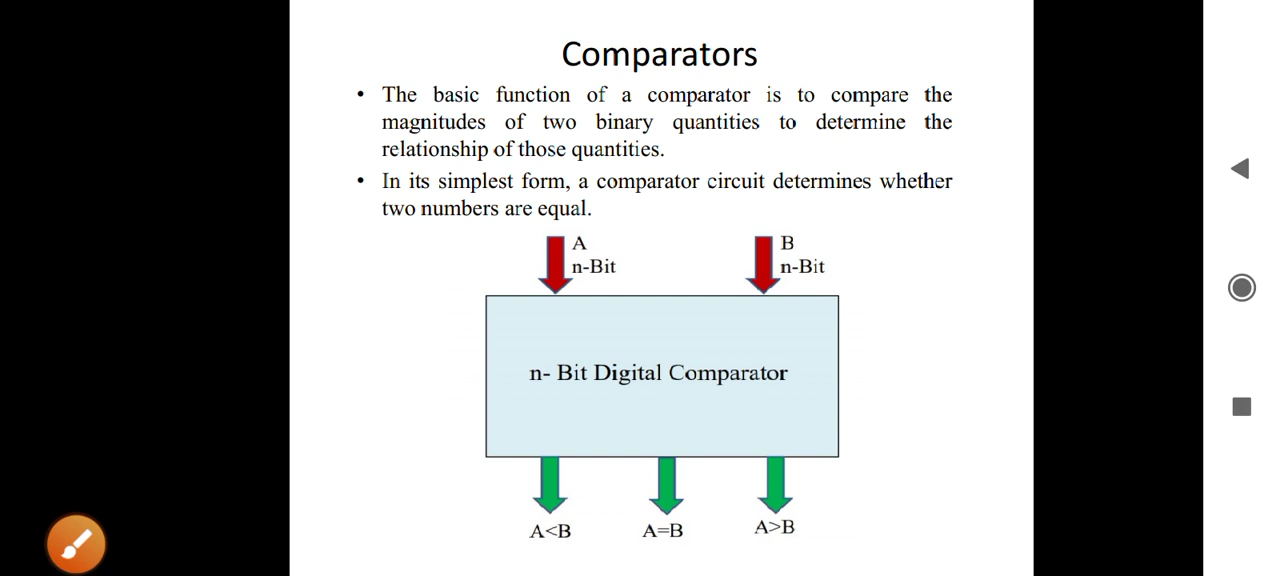 Comparators
• The basic function of a comparator is to compare the
magnitudes of two binary quantities to determine the
relationship of those quantities.
• In its simplest form, a comparator circuit determines whether
two numbers are equal.
A
n-Bit
B
n-Bit
n- Bit Digital Comparator
A<B
A=B
A>B